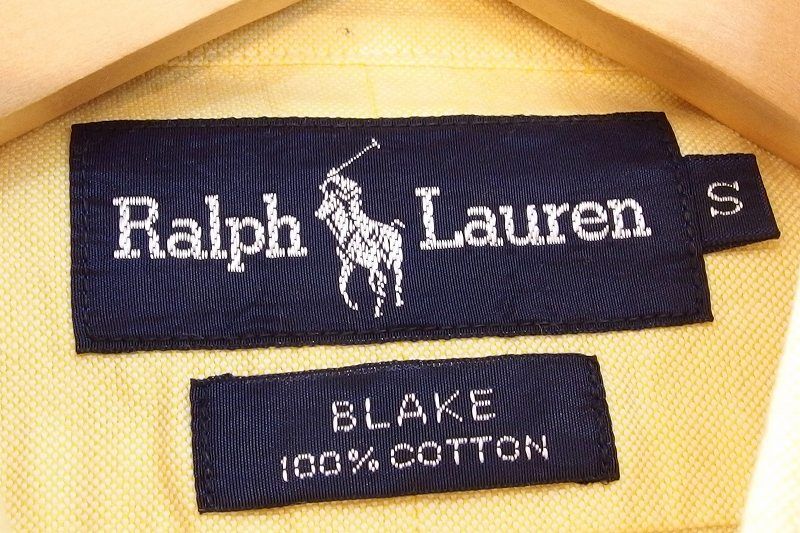 Ralph Lauren
S
BLAKE
100% COTTON